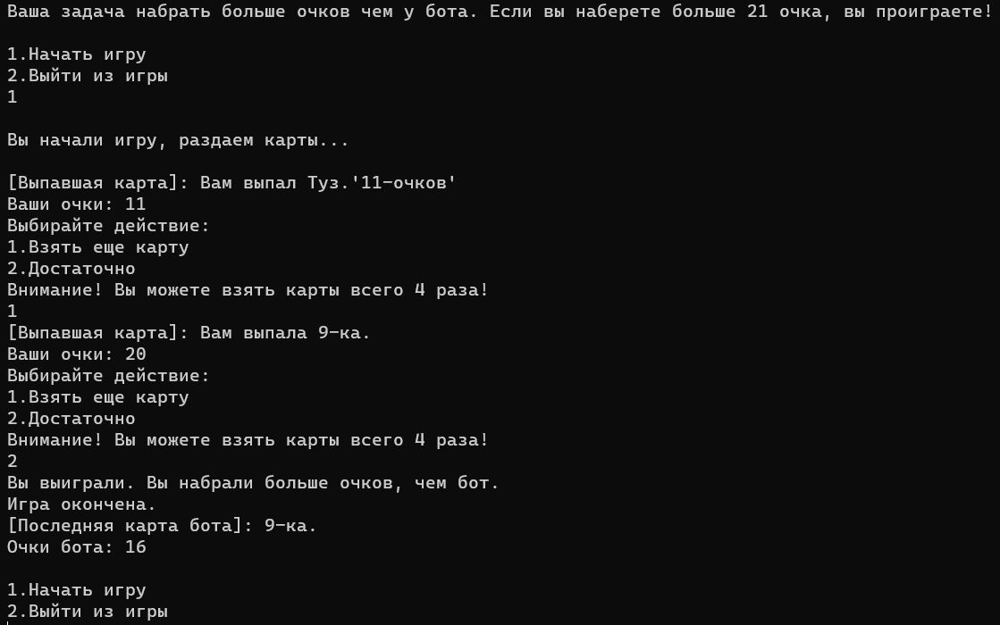 Ваша задача набрать больше очков чем у бота. Если вы наберете больше 21 очка, вы проиграете!
1.Начать игру
2.Выйти из игры
1
Вы начали игру, раздаем карты...
[Выпавшая карта]: Вам выпал Туз.'11-очков'
Ваши очки: 11
Выбирайте действие:
1.Взять еще карту
2.Достаточно
Внимание! Вы можете взять карты всего 4 раза!
1
[Выпавшая карта]: Вам выпала 9-ка.
Ваши очки: 20
Выбирайте действие:
1.Взять еще карту
2.Достаточно
Внимание! Вы можете взять карты всего 4 раза!
2
Вы выиграли. Вы набрали больше очков, чем бот.
Игра окончена.
[Последняя карта бота]: 9-ка.
Очки бота: 16
1.Начать игру
2.Выйти из игры